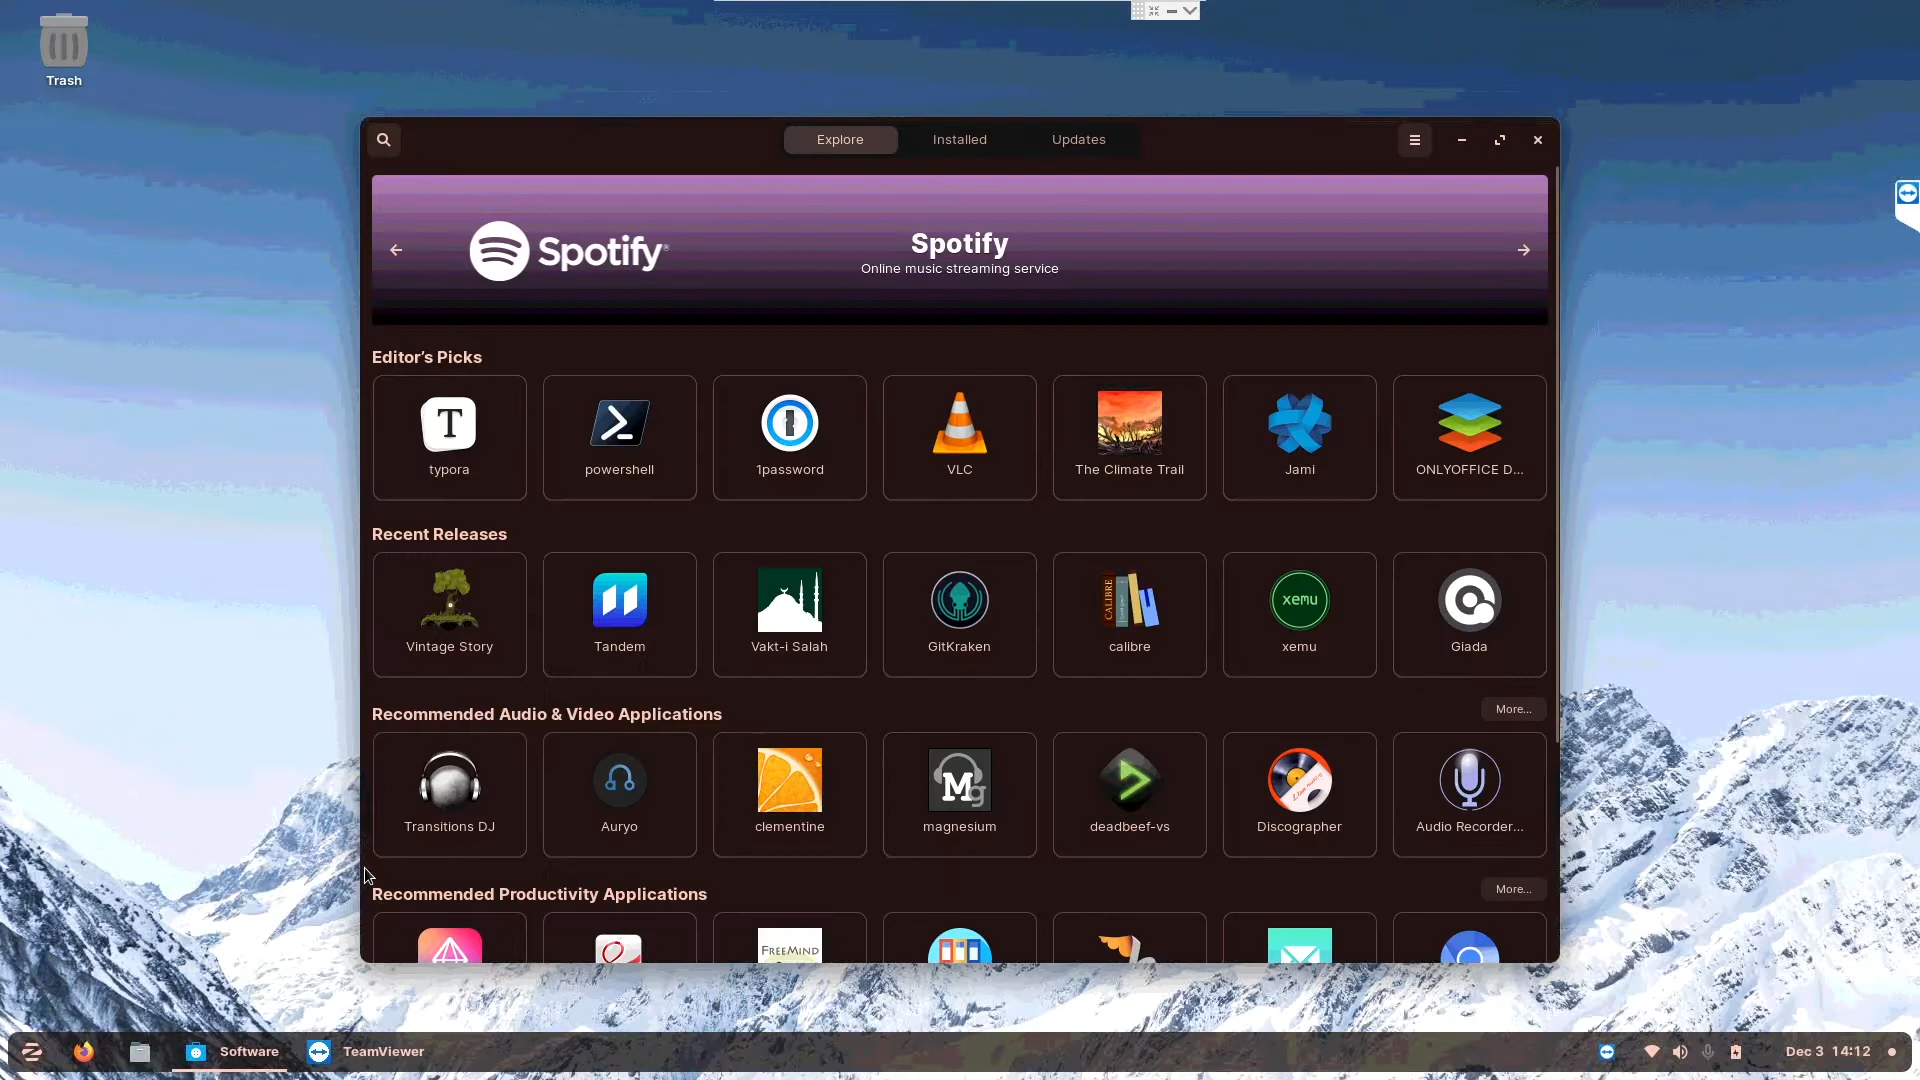 Trash
Explore
Installed
Updates
Spotify
Spotify
Online music streaming service
Editor's Picks
T
typora
powershell
1password
VLC
The Climate Trail
Jami
ONLYOFFICE D...
Recent Releases
Vintage Story
Tandem
Vakt-i Salah
GitKraken
CALIBRE
calibre
xemu
xemu
Giada
Recommended Audio & Video Applications
More...
Transitions DJ
Auryo
clementine
Mg
magnesium
deadbeef-vs
Discographer
Audio Recorder...
Recommended Productivity Applications
More...
FREEMIND
Software
TeamViewer
Dec 3 14:12